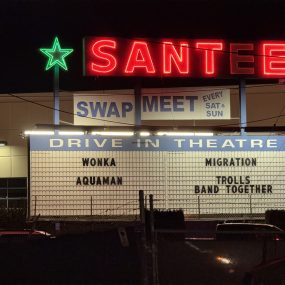 SANTEE
SWAP MEET EVERY
SAT &
SUN
DRIVE IN THEATRE
WONKA
AQUAMAN
MIGRATION
TROLLS
BAND TOGETHER